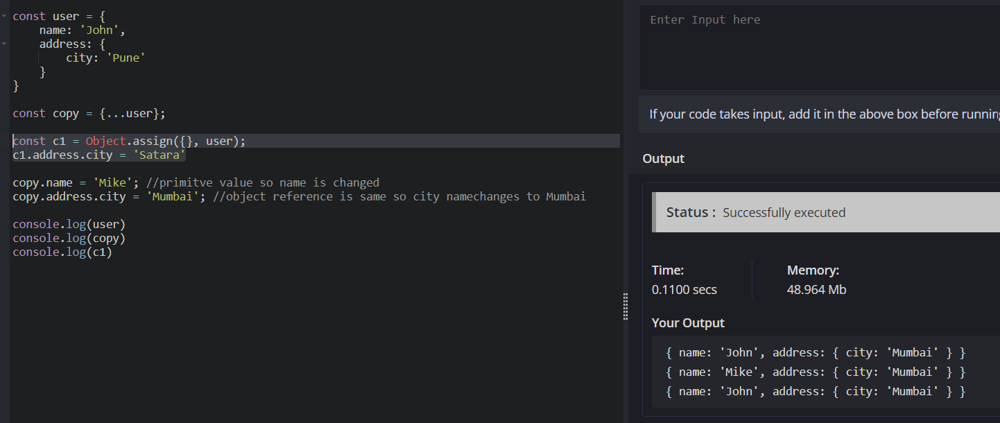 const user = {
    name: 'John',
    address: {
        city: 'Pune'
    }
}
const copy = {...user};
const c1 = Object.assign({}, user);
c1.address.city = 'Satara'
copy.name = 'Mike'; //primitve value so name is changed
copy.address.city = 'Mumbai'; //object reference is same so city namechanges to Mumbai
console.log(user)
console.log(copy)
console.log(c1)
Enter Input here
If your code takes input, add it in the above box before running
Output
Status : Successfully executed
Time:
0.1100 secs
Memory:
48.964 Mb
Your Output
{ name: 'John', address: { city: 'Mumbai' } }
{ name: 'Mike', address: { city: 'Mumbai' } }
{ name: 'John', address: { city: 'Mumbai' } }